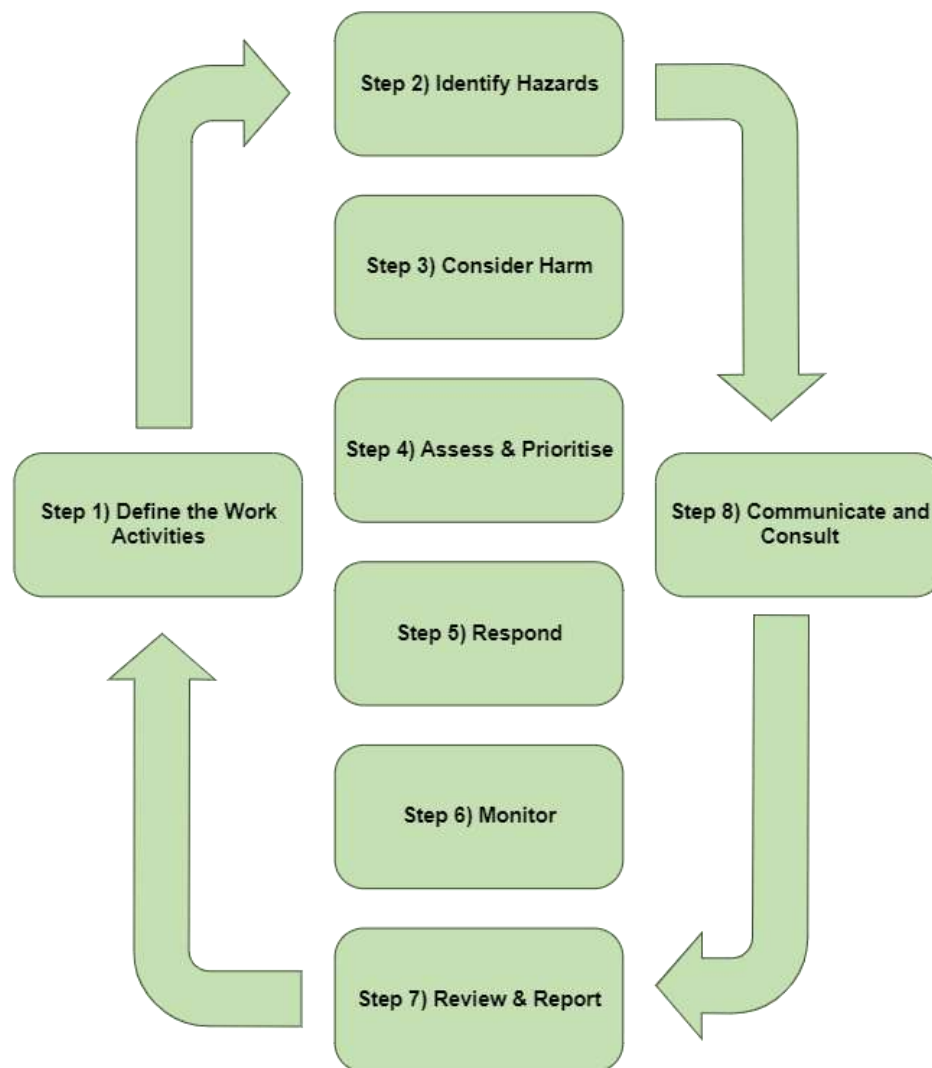 Step 2) Identify Hazards
Step 3) Consider Harm
Step 4) Assess & Prioritise
Step 1) Define the Work
Activities
Step 8) Communicate and
Consult
Step 5) Respond
Step 6) Monitor
Step 7) Review & Report